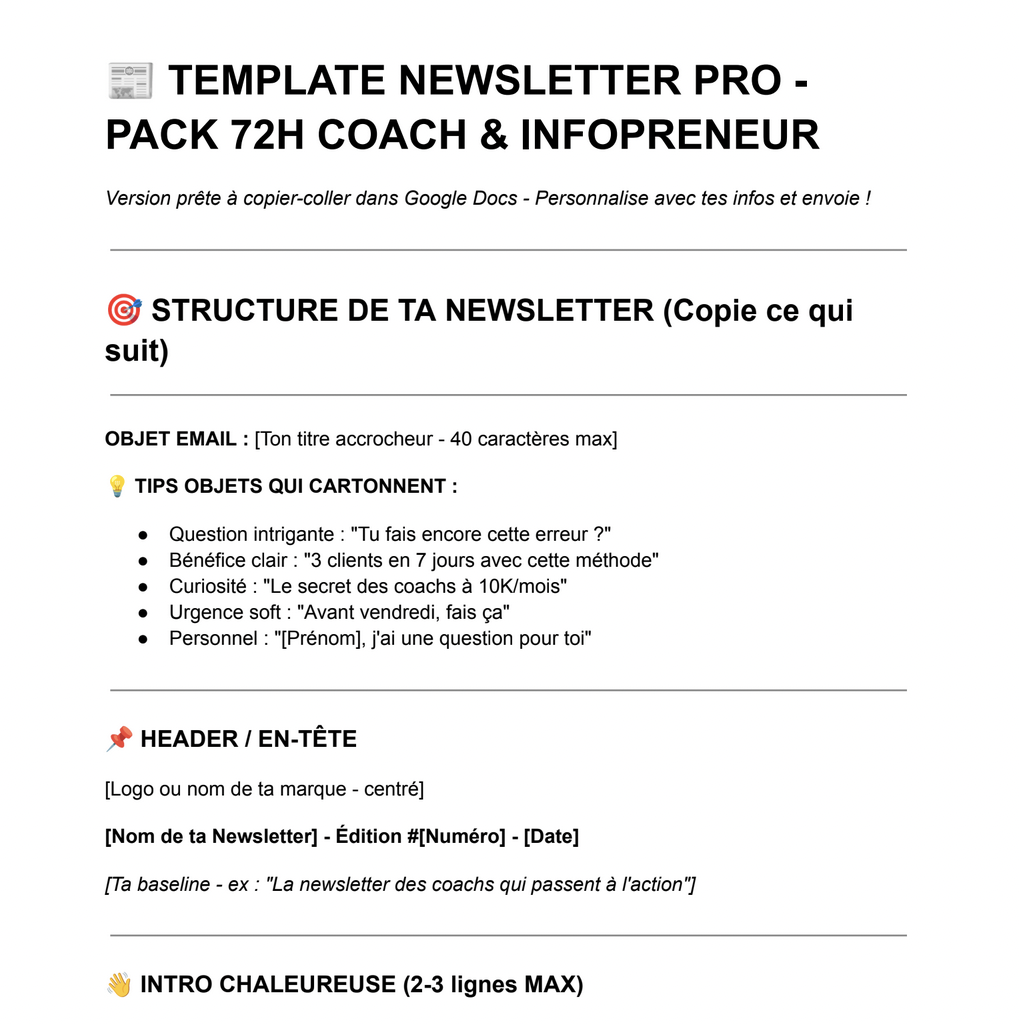 📰 TEMPLATE NEWSLETTER PRO -
PACK 72H COACH & INFOPRENEUR
Version prête à copier-coller dans Google Docs - Personnalise avec tes infos et envoie !
🎯 STRUCTURE DE TA NEWSLETTER (Copie ce qui
suit)
OBJET EMAIL : [Ton titre accrocheur - 40 caractères max]
💡 TIPS OBJETS QUI CARTONNENT :
● Question intrigante : "Tu fais encore cette erreur ?"
● Bénéfice clair : "3 clients en 7 jours avec cette méthode"
● Curiosité : "Le secret des coachs à 10K/mois"
● Urgence soft : "Avant vendredi, fais ça"
● Personnel : "[Prénom], j'ai une question pour toi"
📌 HEADER / EN-TÊTE
[Logo ou nom de ta marque - centré]
[Nom de ta Newsletter] - Édition #[Numéro] - [Date]
[Ta baseline - ex : "La newsletter des coachs qui passent à l'action"]
👋 INTRO CHALEUREUSE (2-3 lignes MAX)